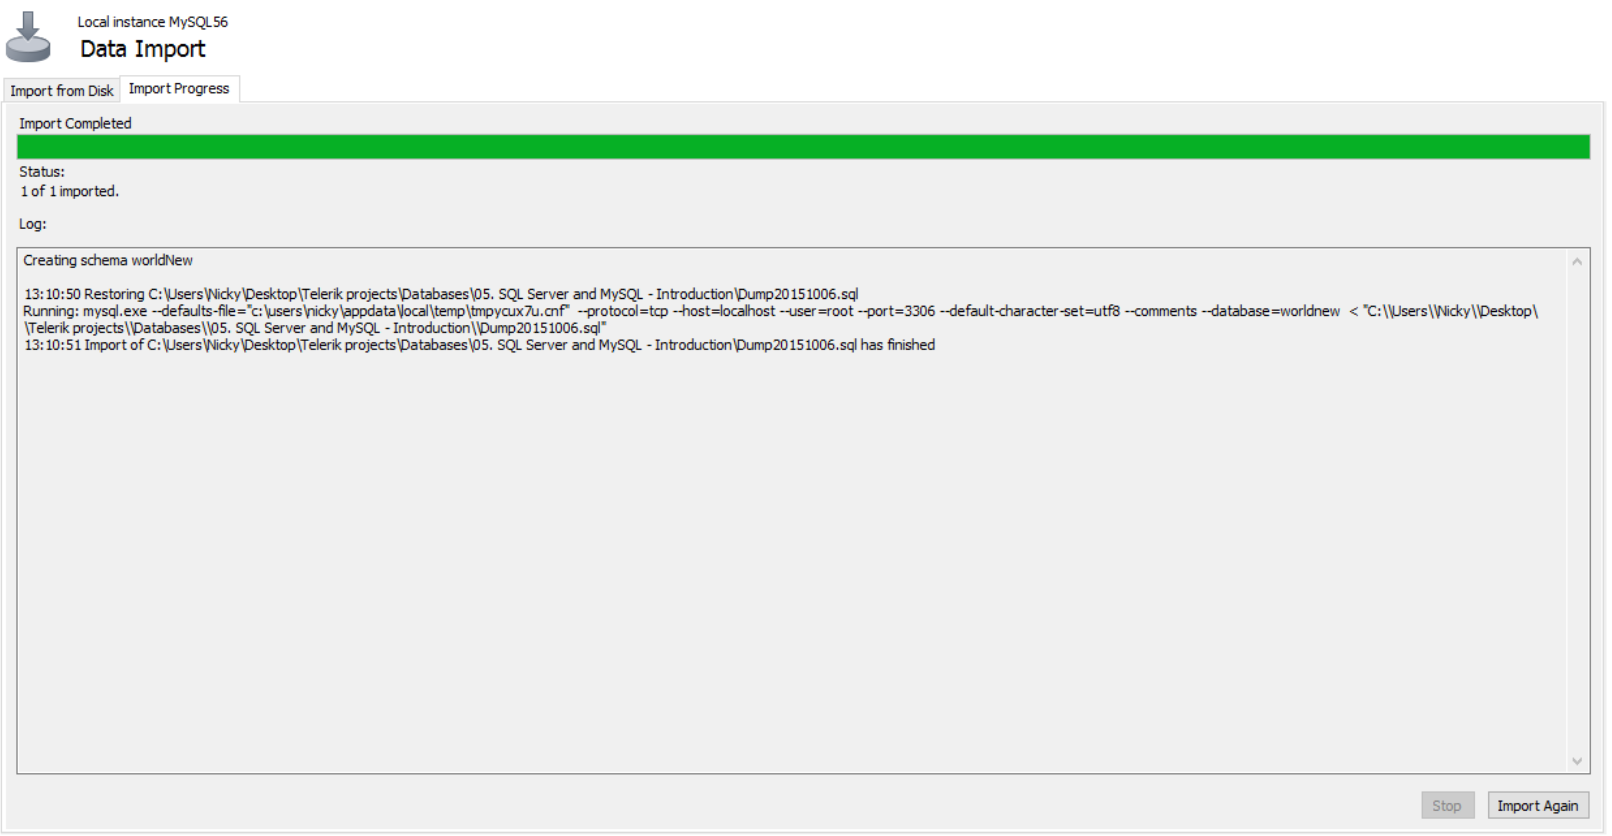 Local instance MySQL56
Data Import
Import from Disk
Import Progress
Import Completed
Status:
1 of 1 imported.
Log:
Creating schema worldNew
13:10:50 Restoring C:\Users\Nicky\Desktop\Telerik projects\Databases\05. SQL Server and MySQL - Introduction\Dump20151006.sql
Running: mysql.exe --defaults-file="c:\users\nicky\appdata\local\temp\tmpycux7u.cnf"  --protocol=tcp --host=localhost --user=root --port=3306 --default-character-set=utf8 --comments --database=worldnew  < "C:\\Users\\Nicky\\Desktop\
\Telerik projects\\Databases\\05. SQL Server and MySQL - Introduction\\Dump20151006.sql"
13:10:51 Import of C:\Users\Nicky\Desktop\Telerik projects\Databases\05. SQL Server and MySQL - Introduction\Dump20151006.sql has finished
Stop
Import Again